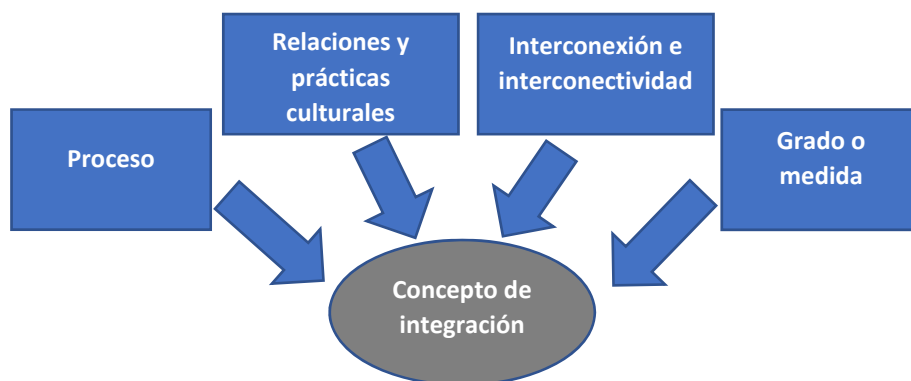 Proceso
Relaciones y
prácticas
culturales
Interconexión e
interconectividad
Grado o
medida
Concepto de
integración